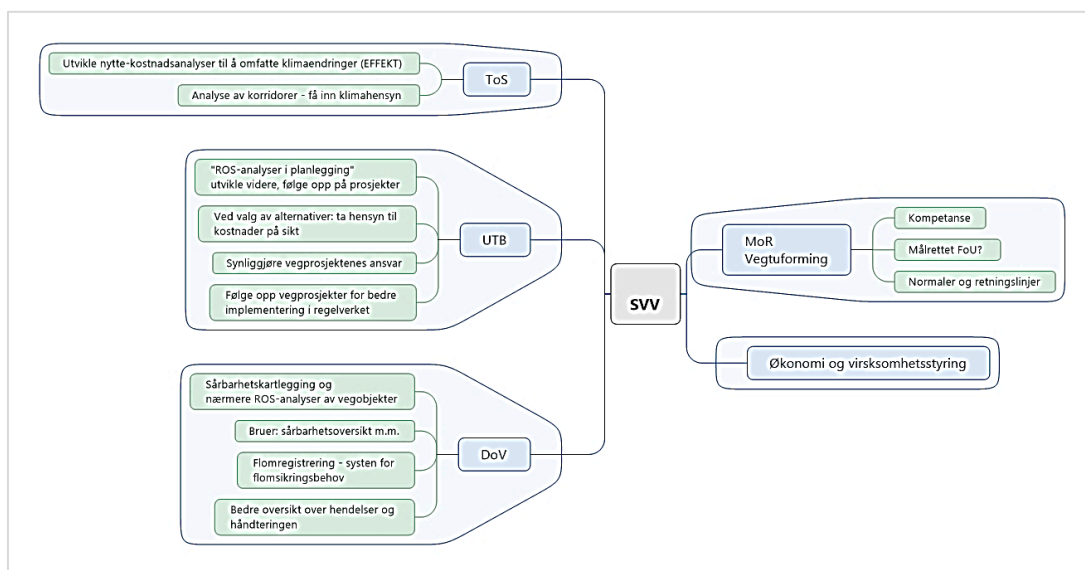 Utvikle nytte-kostnadsanalyser til å omfatte klimaendringer (EFFEKT)
Analyse av korridorer - få inn klimahensyn
ToS
"ROS-analyser i planlegging"
utvikle videre, følge opp på prosjekter
Ved valg av alternativer: ta hensyn til
kostnader på sikt
Synliggjøre vegprosjektenes ansvar
Følge opp vegprosjekter for bedre
implementering i regelverket
UTB
Sårbarhetskartlegging og
nærmere ROS-analyser av vegobjekter
Bruer: sårbarhetsoversikt m.m.
Flomregistrering - systen for
flomsikringsbehov
Bedre oversikt over hendelser og
håndteringen
DoV
SVV
MoR
Vegtuforming
Kompetanse
Målrettet FoU?
Normaler og retningslinjer
Økonomi og virsksomhetsstyring